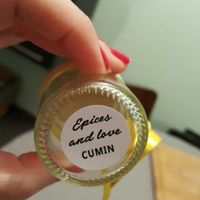 Epices
and love
CUMIN